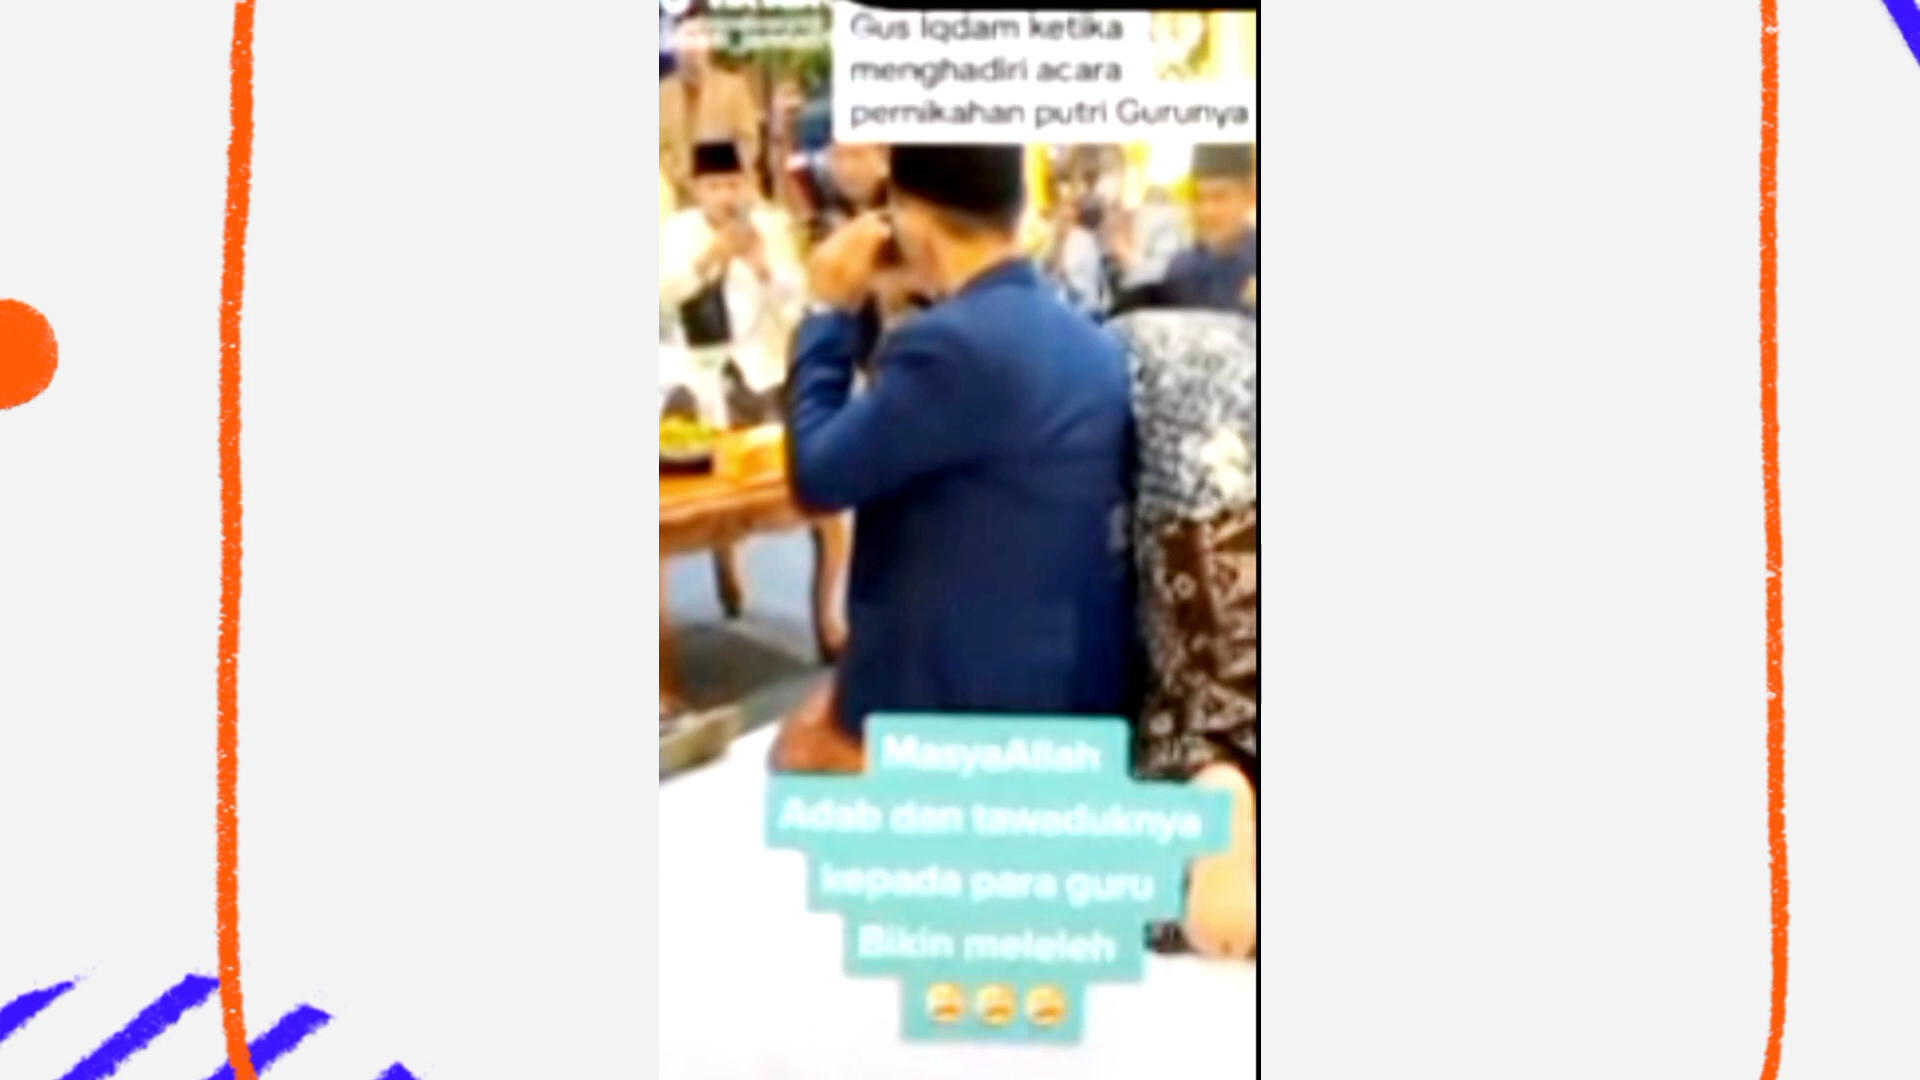 Gus Iqdam ketika
menghadiri acara
pernikahan putri Gurunya
MasyaAllah
Adab dan tawaduknya
kepada para guru
Bikin meleleh